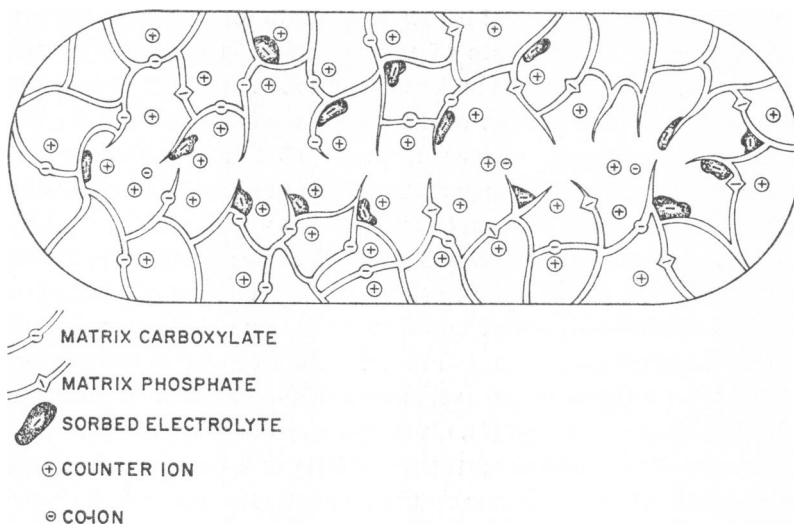 MATRIX CARBOXYLATE
MATRIX PHOSPHATE
SORBED ELECTROLYTE
COUNTER ION
CO-ION